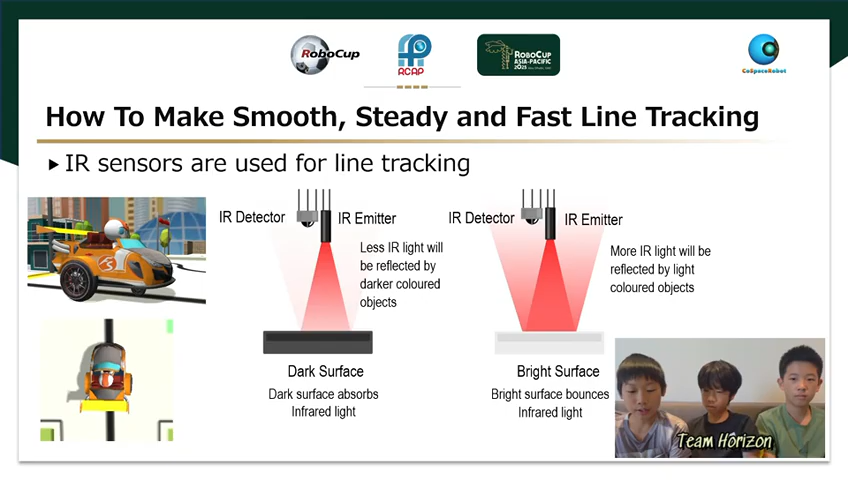 RoboCup
RCAP
ROBOCUP
ASIA-PACIFIC
2025
CoSpaceRobot
How To Make Smooth, Steady and Fast Line Tracking
IR sensors are used for line tracking
IR Detector
IR Emitter
Less IR light will
be reflected by
darker coloured
objects
Dark Surface
Dark surface absorbs
Infrared light
IR Detector
IR Emitter
More IR light will be
reflected by light
coloured objects
Bright Surface
Bright surface bounces
Infrared light
Team Horizon